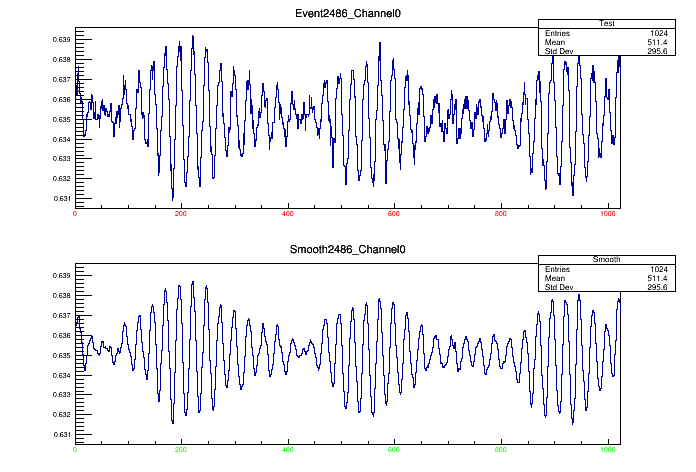 Event2486_Channel0
Test
Entries 1024
Mean 511.4
Std Dev 295.6
0.639
0.638
0.637
0.636
0.635
0.634
0.633
0.632
0.631
0 200 400 600 800 1000
Smooth2486_Channel0
Smooth
Entries 1024
Mean 511.4
Std Dev 295.6
0.639
0.638
0.637
0.636
0.635
0.634
0.633
0.632
0.631
0 200 400 600 800 1000